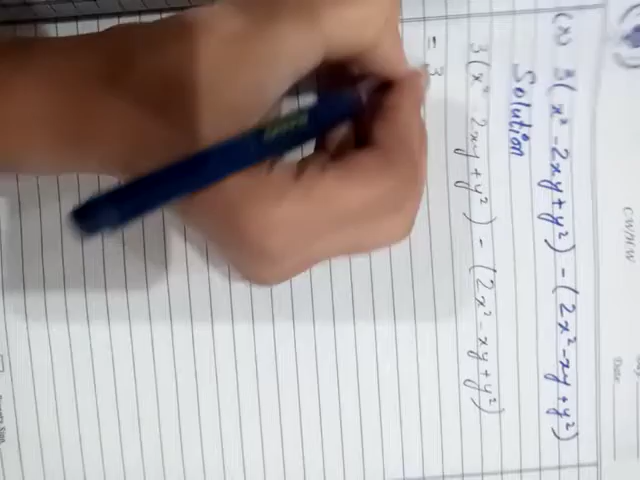 CW/HW
Date
(x) 3(x² - 2xy + y²) - (2x² - xy + y²)
Solution
3(x² 2xy + y²) - (2x² - xy + y²)
= 3